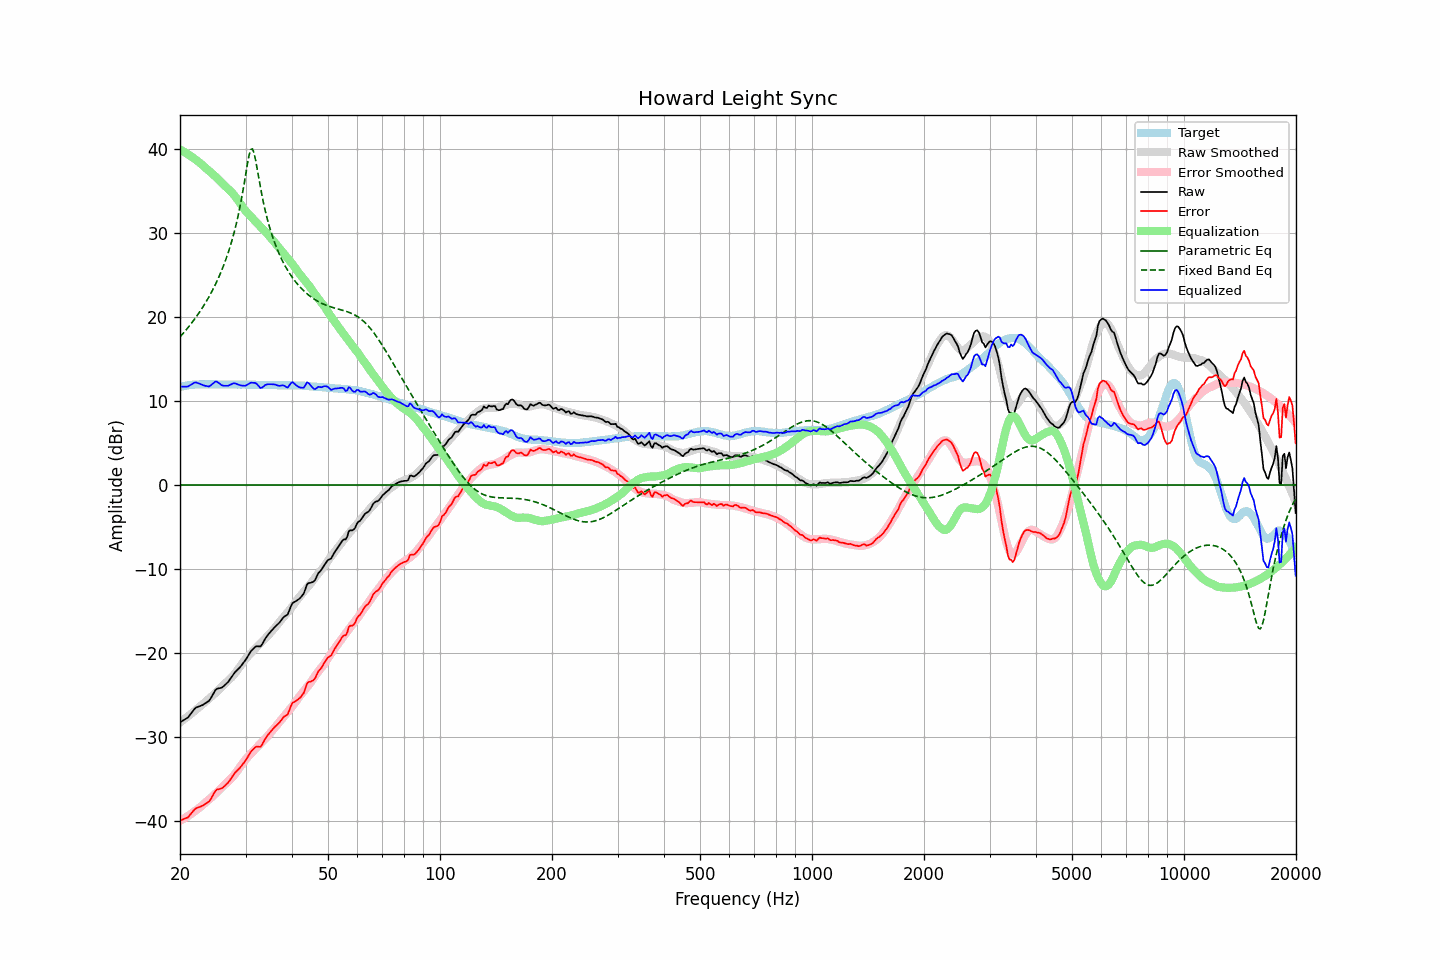 Howard Leight Sync
Amplitude (dBr)
40
30
20
10
0
−10
−20
−30
−40
Target
Raw Smoothed
Error Smoothed
Raw
Error
Equalization
Parametric Eq
Fixed Band Eq
Equalized
20 50 100 200 500 1000 2000 5000 10000 20000
Frequency (Hz)